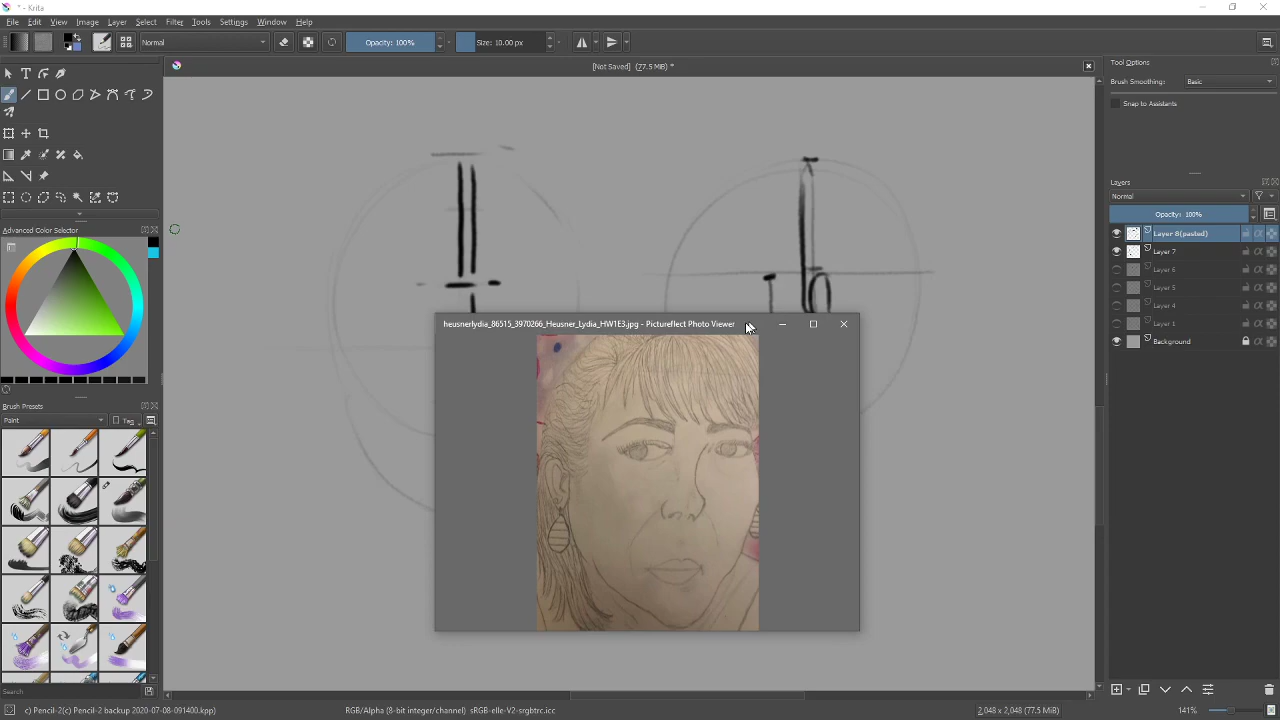 * - Krita
File Edit View Image Layer Select Filter Tools Settings Window Help
Normal Opacity: 100% Size: 10.00 px
[Not Saved] (77.5 MiB) *
Tool Options
Brush Smoothing: Basic
Snap to Assistants
Layers
Normal
Opacity: 100%
Layer 8(pasted)
Layer 7
Layer 6
Layer 5
Layer 4
Layer 1
Background
Advanced Color Selector
Brush Presets
Paint Tag
Search
heusnerlydia_86515_3970266_Heusner_Lydia_HW1E3.jpg - Pictureflect Photo Viewer
c) Pencil-2(c) Pencil-2 backup 2020-07-08-091400.kpp)
RGB/Alpha (8-bit integer/channel) sRGB-elle-V2-srgbtrc.icc
2,048 x 2,048 (77.5 MiB)
141%